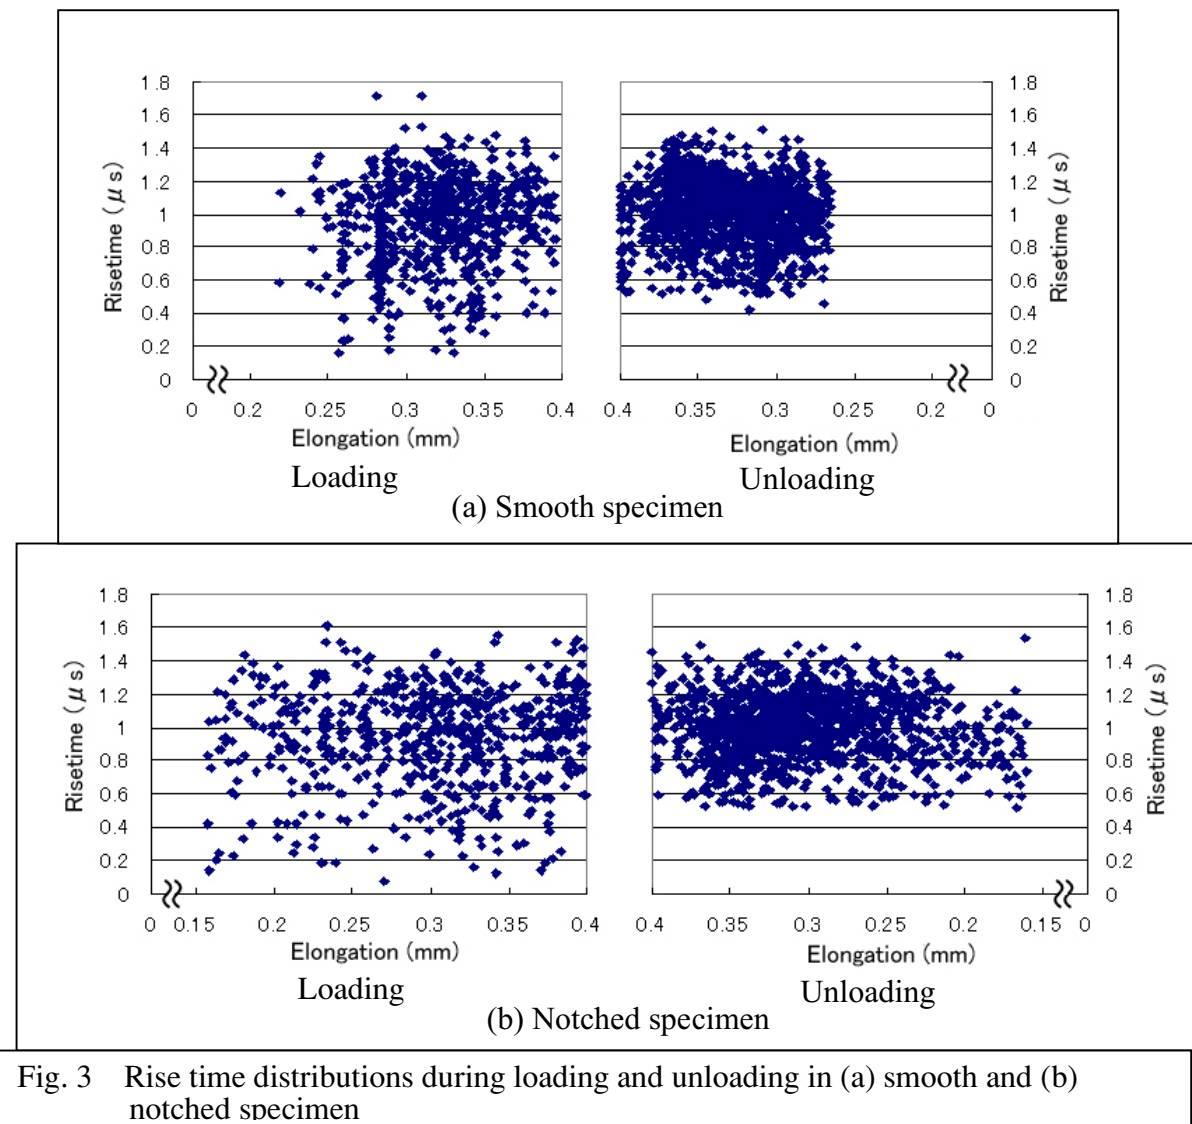 1.8
1.6
1.4
1.2
1
0.8
0.6
0.4
0.2
0
Risetime (μs)
0 0.2 0.25 0.3 0.35 0.4
Elongation (mm)
Loading
1.8
1.6
1.4
1.2
1
0.8
0.6
0.4
0.2
0
Risetime (μs)
0.4 0.35 0.3 0.25 0.2 0
Elongation (mm)
Unloading
(a) Smooth specimen
1.8
1.6
1.4
1.2
1
0.8
0.6
0.4
0.2
0
Risetime (μs)
0 0.15 0.2 0.25 0.3 0.35 0.4
Elongation (mm)
Loading
1.8
1.6
1.4
1.2
1
0.8
0.6
0.4
0.2
0
Risetime (μs)
0.4 0.35 0.3 0.25 0.2 0.15 0
Elongation (mm)
Unloading
(b) Notched specimen
Fig. 3 Rise time distributions during loading and unloading in (a) smooth and (b)
notched specimen